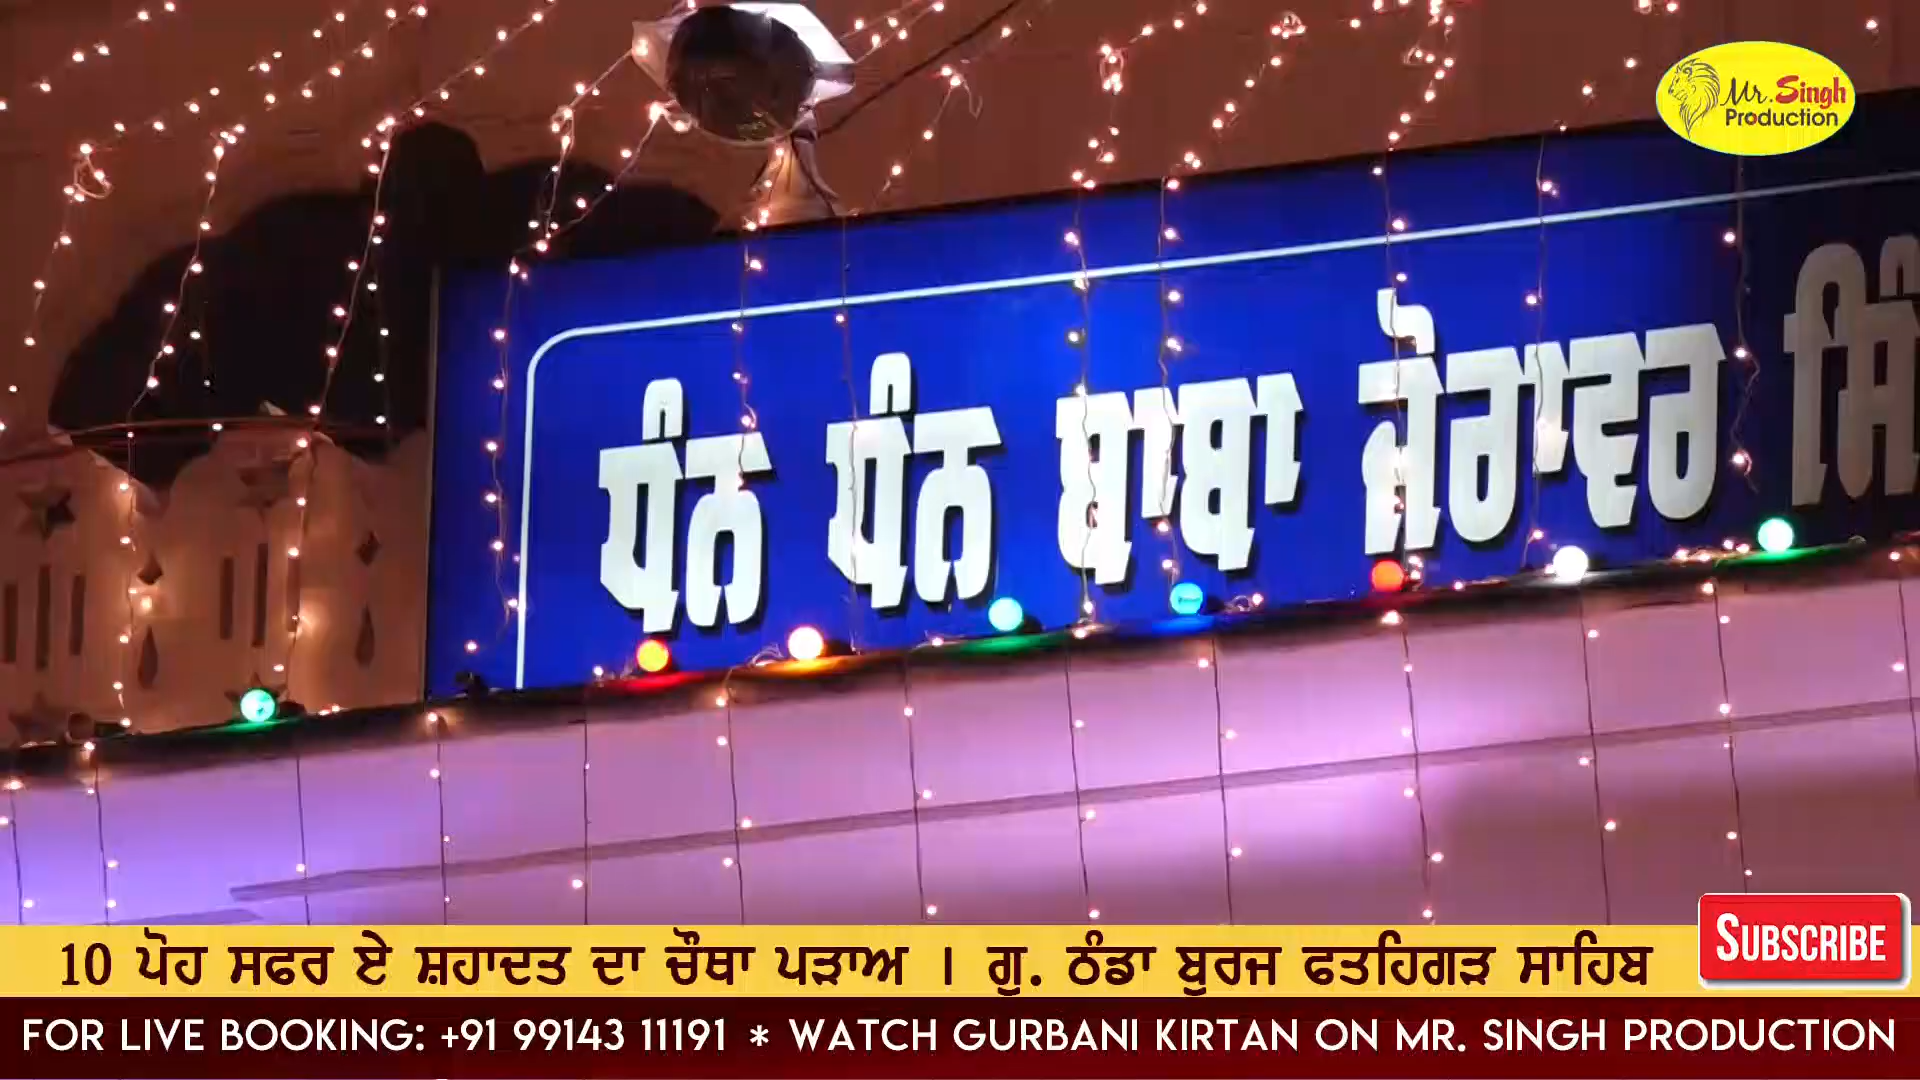 Mr. Singh
Production
ਧੰਨ ਧੰਨ ਬਾਬਾ ਜੋਰਾਵਰ
10 ਪੋਹ ਸਫਰ ਏ ਸ਼ਹਾਦਤ ਦਾ ਚੌਥਾ ਪੜਾਅ । ਗੁ. ਠੰਡਾ ਬੁਰਜ ਫਤਹਿਗੜ ਸਾਹਿਬ
SUBSCRIBE
FOR LIVE BOOKING: +91 99143 11191 * WATCH GURBANI KIRTAN ON MR. SINGH PRODUCTION